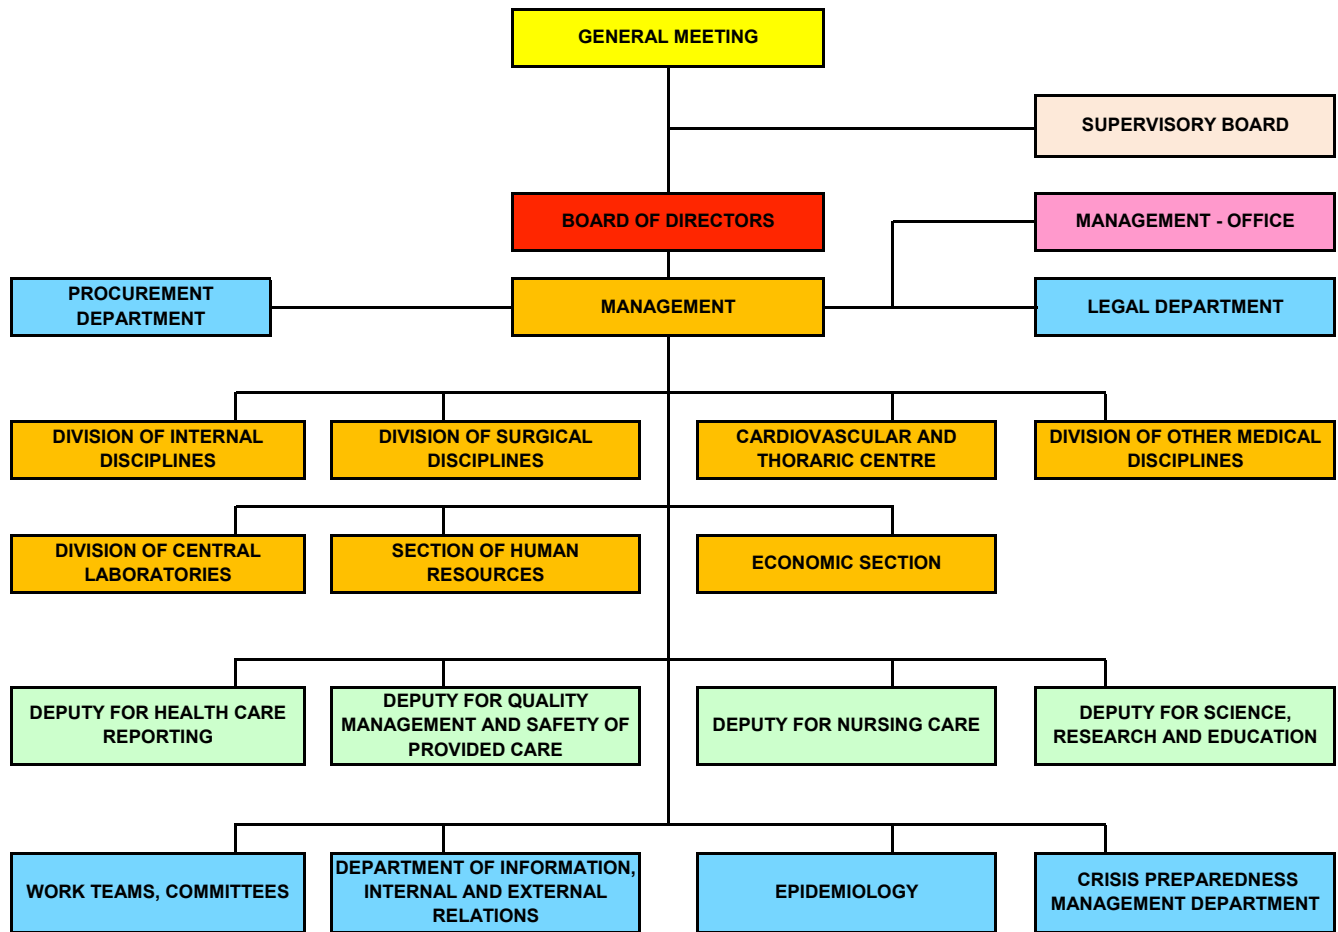 GENERAL MEETING
SUPERVISORY BOARD
BOARD OF DIRECTORS
MANAGEMENT - OFFICE
PROCUREMENT
DEPARTMENT
MANAGEMENT
LEGAL DEPARTMENT
DIVISION OF INTERNAL
DISCIPLINES
DIVISION OF SURGICAL
DISCIPLINES
CARDIOVASCULAR AND
THORARIC CENTRE
DIVISION OF OTHER MEDICAL
DISCIPLINES
DIVISION OF CENTRAL
LABORATORIES
SECTION OF HUMAN
RESOURCES
ECONOMIC SECTION
DEPUTY FOR HEALTH CARE
REPORTING
DEPUTY FOR QUALITY
MANAGEMENT AND SAFETY OF
PROVIDED CARE
DEPUTY FOR NURSING CARE
DEPUTY FOR SCIENCE,
RESEARCH AND EDUCATION
WORK TEAMS, COMMITTEES
DEPARTMENT OF INFORMATION,
INTERNAL AND EXTERNAL
RELATIONS
EPIDEMIOLOGY
CRISIS PREPAREDNESS
MANAGEMENT DEPARTMENT